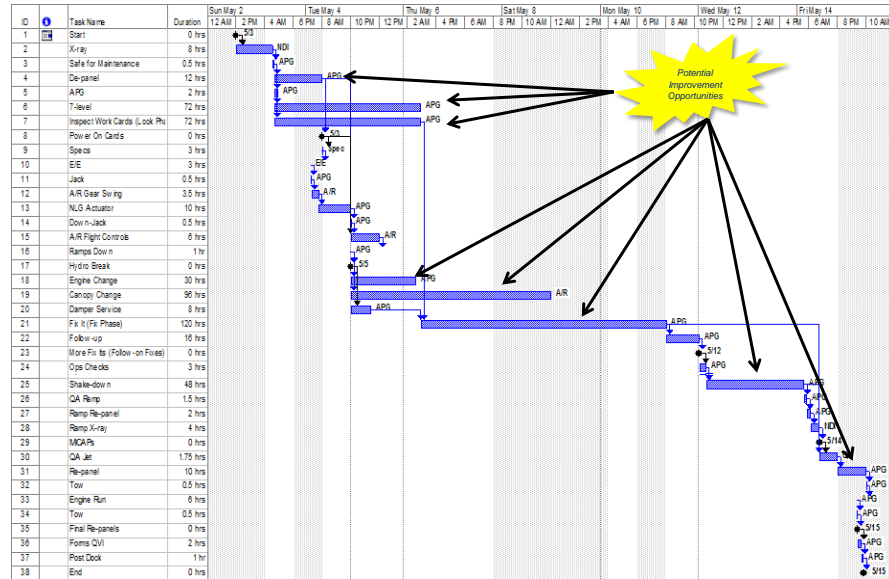 Sun May 2 Tue May 4 Thu May 6 Sat May 8 Mon May 10 Wed May 12 Fri May 14
ID Task Name Duration 12 AM 2 PM 4 AM 6 PM 8 AM 10 PM 12 PM 2 AM 4 PM 6 AM 8 PM 10 AM 12 AM 2 PM 4 AM 6 PM 8 AM 10 PM 12 PM 2 AM 4 PM 6 AM 8 PM 10 AM
1 Start 0 hrs 5/3
2 X-ray 8 hrs NDI
3 Safe for Maintenance 0.5 hrs APG
4 De-panel 12 hrs APG
5 APG 2 hrs APG
6 7-level 72 hrs APG
7 Inspect Work Cards (Look Pha 72 hrs APG
8 Power On Cards 0 hrs 5/3
9 Specs 3 hrs Spec
10 E/E 3 hrs E/E
11 Jack 0.5 hrs APG
12 A/R Gear Swing 3.5 hrs A/R
13 NLG Actuator 10 hrs APG
14 Down-Jack 0.5 hrs APG
15 A/R Flight Controls 6 hrs A/R
16 Ramps Down 1 hr APG
17 Hydro Break 0 hrs 5/5
18 Engine Change 30 hrs APG
19 Canopy Change 96 hrs A/R
20 Damper Service 8 hrs APG
21 Fix It (Fix Phase) 120 hrs APG
22 Follow-up 16 hrs APG
23 More Fix Its (Follow-on Fixes) 0 hrs 5/12
24 Ops Checks 3 hrs APG
25 Shake-down 48 hrs APG
26 QA Ramp 1.5 hrs APG
27 Ramp Re-panel 2 hrs APG
28 Ramp X-ray 4 hrs NDI
29 MICAPs 0 hrs 5/14
30 QA Jet 1.75 hrs
31 Re-panel 10 hrs APG
32 Tow 0.5 hrs APG
33 Engine Run 6 hrs APG
34 Tow 0.5 hrs APG
35 Final Re-panels 0 hrs 5/15
36 Forms QVI 2 hrs APG
37 Post Dock 1 hr APG
38 End 0 hrs 5/15
Potential
Improvement
Opportunities